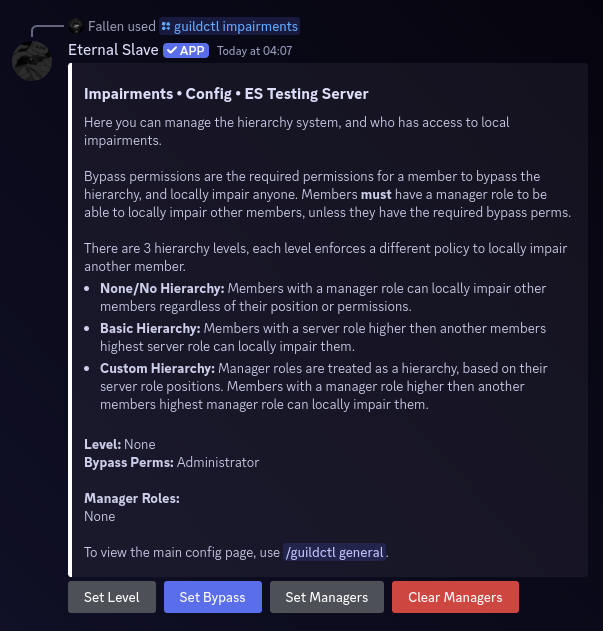 Fallen used guildctl impairments
Eternal Slave ✓ APP Today at 04:07
Impairments • Config • ES Testing Server
Here you can manage the hierarchy system, and who has access to local
impairments.
Bypass permissions are the required permissions for a member to bypass the
hierarchy, and locally impair anyone. Members must have a manager role to be
able to locally impair other members, unless they have the required bypass perms.
There are 3 hierarchy levels, each level enforces a different policy to locally impair
another member.
• None/No Hierarchy: Members with a manager role can locally impair other
members regardless of their position or permissions.
• Basic Hierarchy: Members with a server role higher then another members
highest server role can locally impair them.
• Custom Hierarchy: Manager roles are treated as a hierarchy, based on their
server role positions. Members with a manager role higher then another
members highest manager role can locally impair them.
Level: None
Bypass Perms: Administrator
Manager Roles:
None
To view the main config page, use /guildctl general.
Set Level Set Bypass Set Managers Clear Managers